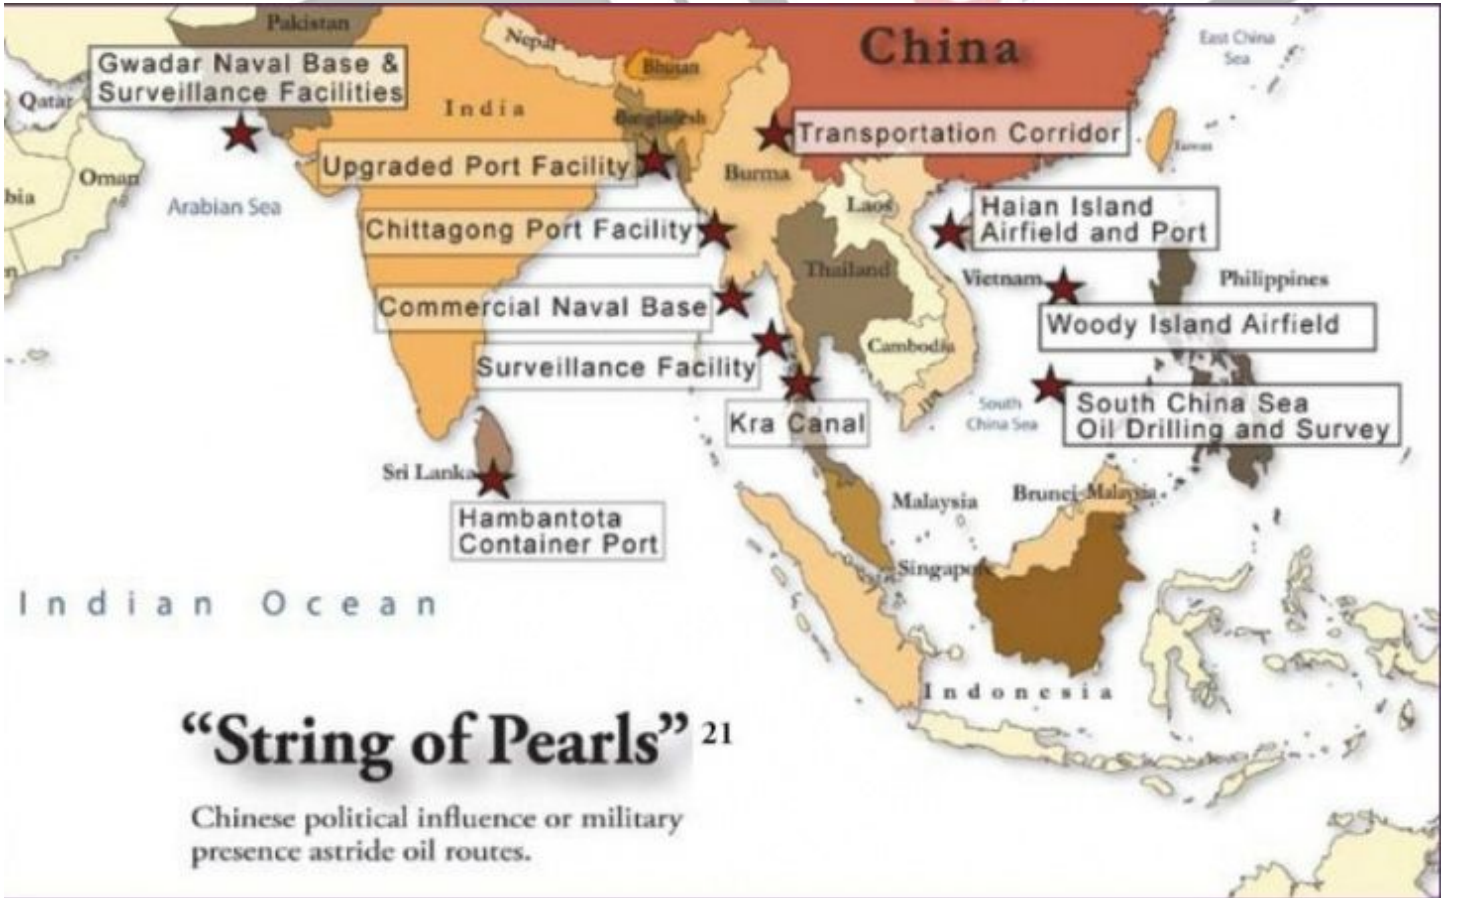 Pakistan
Nepal
China
East China
Sea
Gwadar Naval Base &
Surveillance Facilities
Qatar
Bhutan
India
Bangladesh
Transportation Corridor
Taiwan
Upgraded Port Facility
Burma
Oman
bia
Arabian Sea
Laos
Haian Island
Airfield and Port
Chittagong Port Facility
Thailand
Vietnam
Philippines
Commercial Naval Base
Woody Island Airfield
Cambodia
Surveillance Facility
South
China Sea
South China Sea
Oil Drilling and Survey
Kra Canal
Sri Lanka
Malaysia
Brunei
Malaysia
Hambantota
Container Port
Singapore
Indian Ocean
Indonesia
“String of Pearls” 21
Chinese political influence or military
presence astride oil routes.